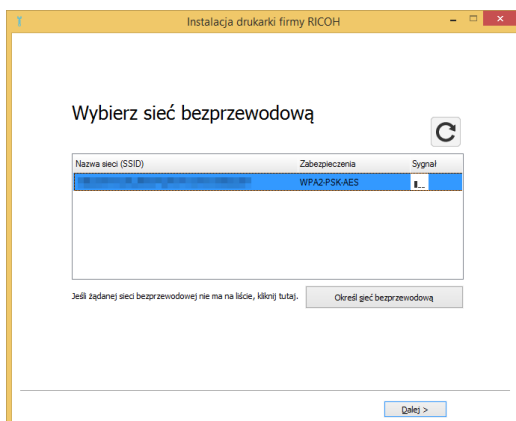 Instalacja drukarki firmy RICOH
Wybierz sieć bezprzewodową
Nazwa sieci (SSID) Zabezpieczenia Sygnał
WPA2-PSK-AES
Jeśli żądanej sieci bezprzewodowej nie ma na liście, kliknij tutaj. Określ sieć bezprzewodową
Dalej >